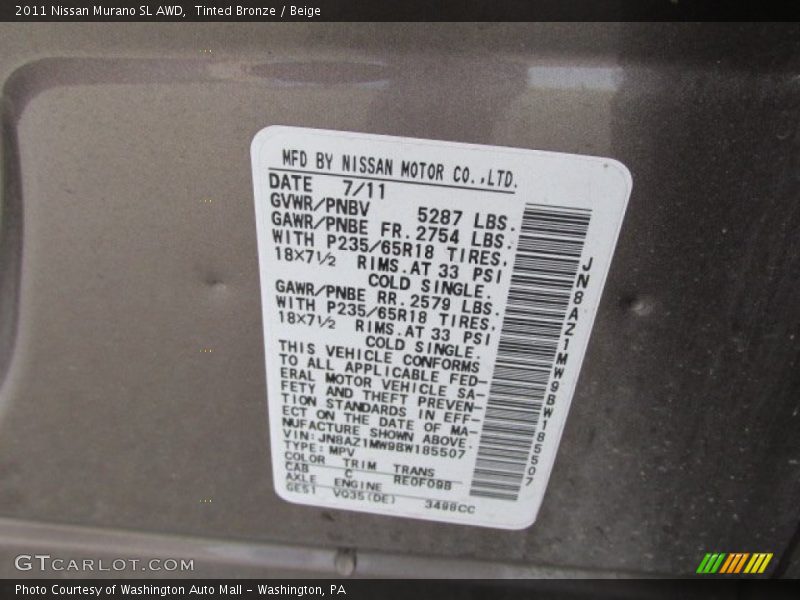 2011 Nissan Murano SL AWD,  Tinted Bronze / Beige
MFD BY NISSAN MOTOR CO.,LTD.
DATE 7/11
GVWR/PNBV 5287 LBS.
GAWR/PNBE FR. 2754 LBS.
WITH P235/65R18 TIRES.
18×7½ RIMS. AT 33 PSI
COLD SINGLE.
GAWR/PNBE RR. 2579 LBS.
WITH P235/65R18 TIRES,
18×7½ RIMS. AT 33 PSI
COLD SINGLE.
THIS VEHICLE CONFORMS
TO ALL APPLICABLE FED-
ERAL MOTOR VEHICLE SA-
FETY AND THEFT PREVEN-
TION STANDARDS IN EFF-
ECT ON THE DATE OF MA-
NUFACTURE SHOWN ABOVE.
VIN: JN8AZ1MW9BW185507
TYPE: MPV
COLOR TRIM TRANS
CAB C RE0F09B
AXLE ENGINE
GE51 VQ35(DE) 3498CC
JN8AZ1MW9BW185507
GTCARLOT.COM
Photo Courtesy of Washington Auto Mall – Washington, PA